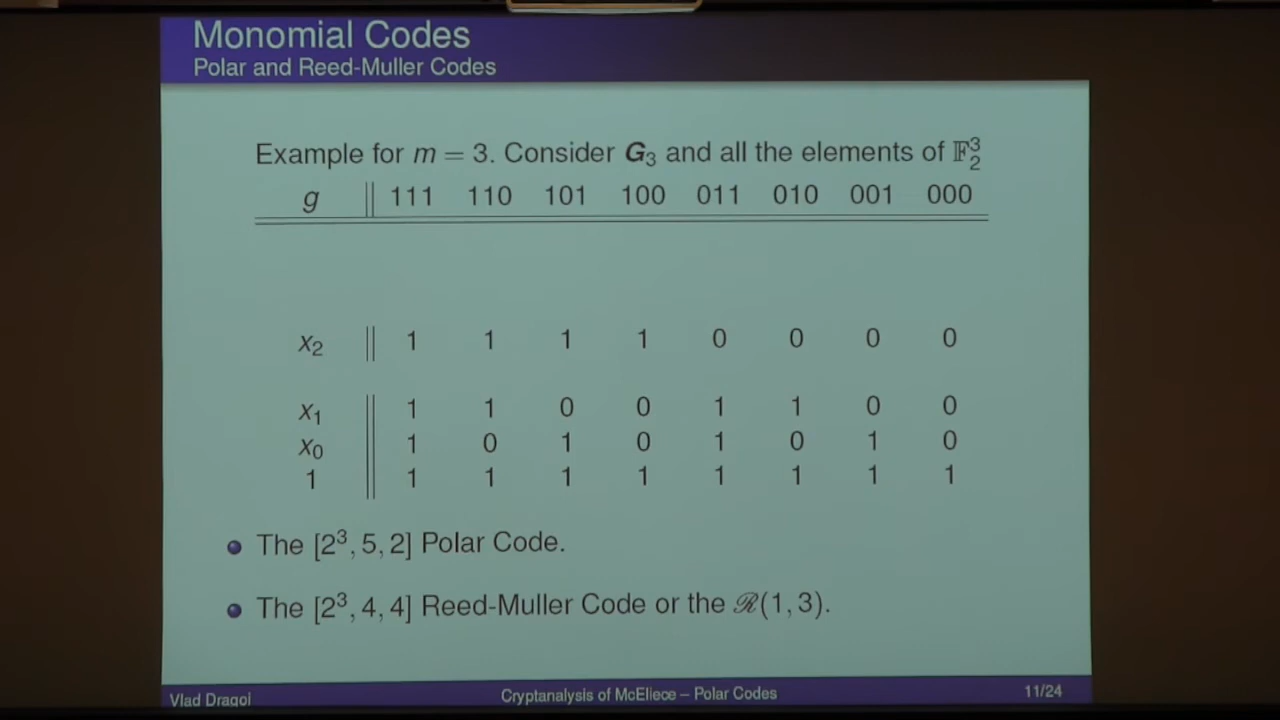 Monomial Codes
Polar and Reed-Muller Codes
Example for m = 3. Consider G₃ and all the elements of 𝔽₂³
g 111 110 101 100 011 010 001 000
x₂ 1 1 1 1 0 0 0 0
x₁ 1 1 0 0 1 1 0 0
x₀ 1 0 1 0 1 0 1 0
1 1 1 1 1 1 1 1 1
The [2³, 5, 2] Polar Code.
The [2³, 4, 4] Reed-Muller Code or the ℛ(1, 3).
Vlad Dragoi Cryptanalysis of McEliece – Polar Codes 11/24